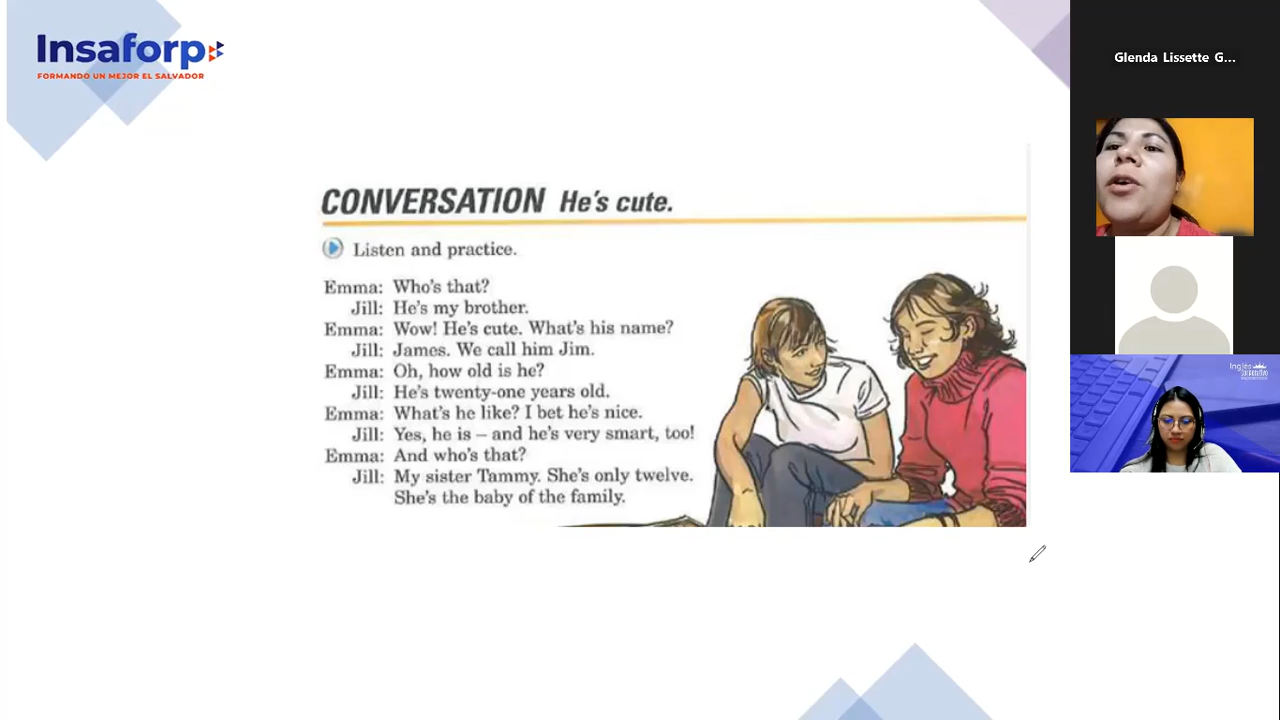 Insaforp
FORMANDO UN MEJOR EL SALVADOR
Glenda Lissette G...
CONVERSATION He's cute.
Listen and practice.
Emma: Who's that?
Jill: He's my brother.
Emma: Wow! He's cute. What's his name?
Jill: James. We call him Jim.
Emma: Oh, how old is he?
Jill: He's twenty-one years old.
Emma: What's he like? I bet he's nice.
Jill: Yes, he is – and he's very smart, too!
Emma: And who's that?
Jill: My sister Tammy. She's only twelve.
She's the baby of the family.
Inglés